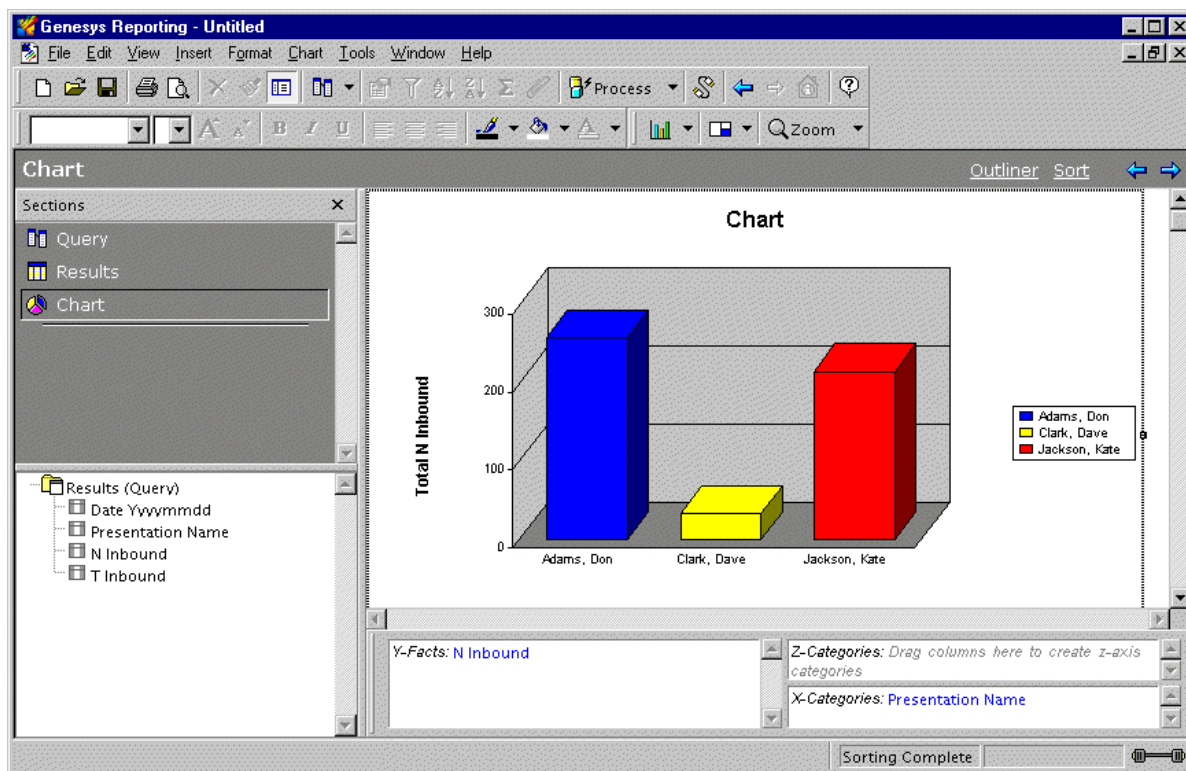 Genesys Reporting - Untitled
File Edit View Insert Format Chart Tools Window Help
Process
B I U A Zoom
Chart
Outliner Sort
Sections
Query
Results
Chart
Results (Query)
Date Yyyymmdd
Presentation Name
N Inbound
T Inbound
Chart
300
200
100
0
Total N Inbound
Adams, Don
Clark, Dave
Jackson, Kate
Adams, Don
Clark, Dave
Jackson, Kate
Y-Facts: N Inbound
Z-Categories: Drag columns here to create z-axis
categories
X-Categories: Presentation Name
Sorting Complete